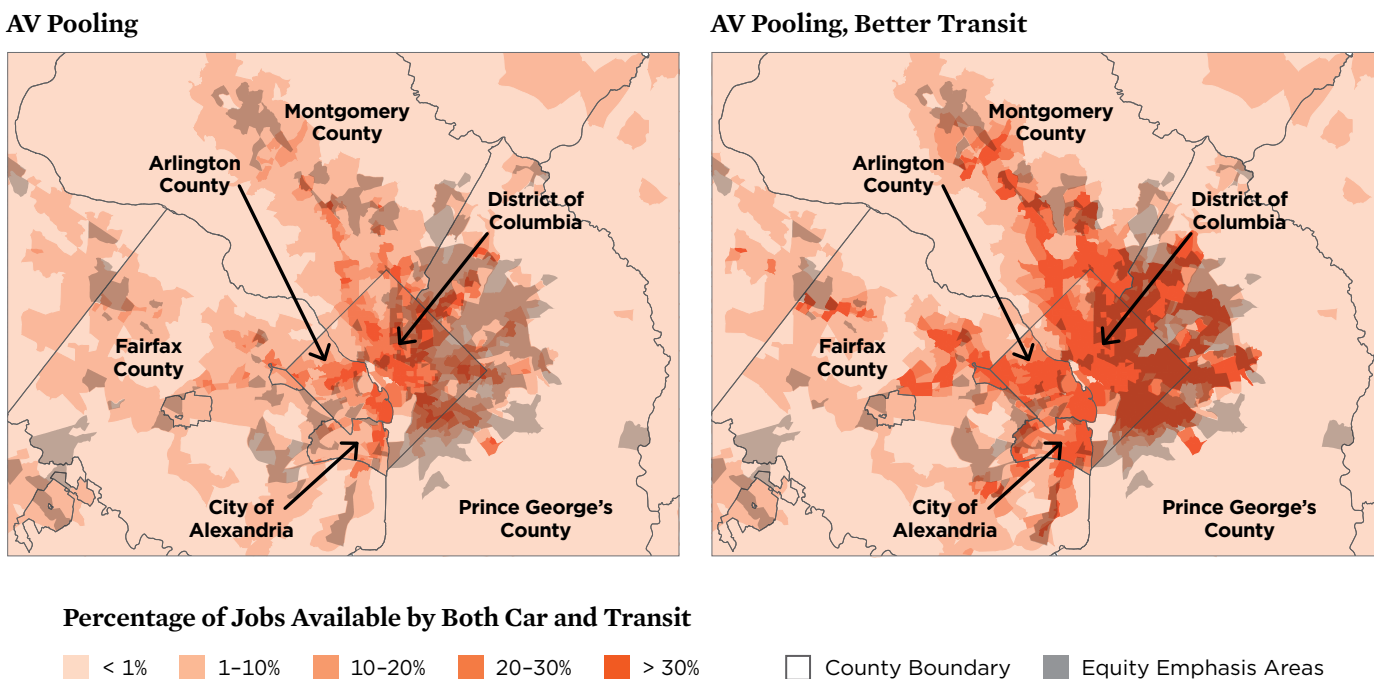 AV Pooling
AV Pooling, Better Transit
Montgomery
County
Arlington
County
District of
Columbia
Fairfax
County
City of
Alexandria
Prince George’s
County
Montgomery
County
Arlington
County
District of
Columbia
Fairfax
County
City of
Alexandria
Prince George’s
County
Percentage of Jobs Available by Both Car and Transit
< 1%
1–10%
10–20%
20–30%
> 30%
County Boundary
Equity Emphasis Areas